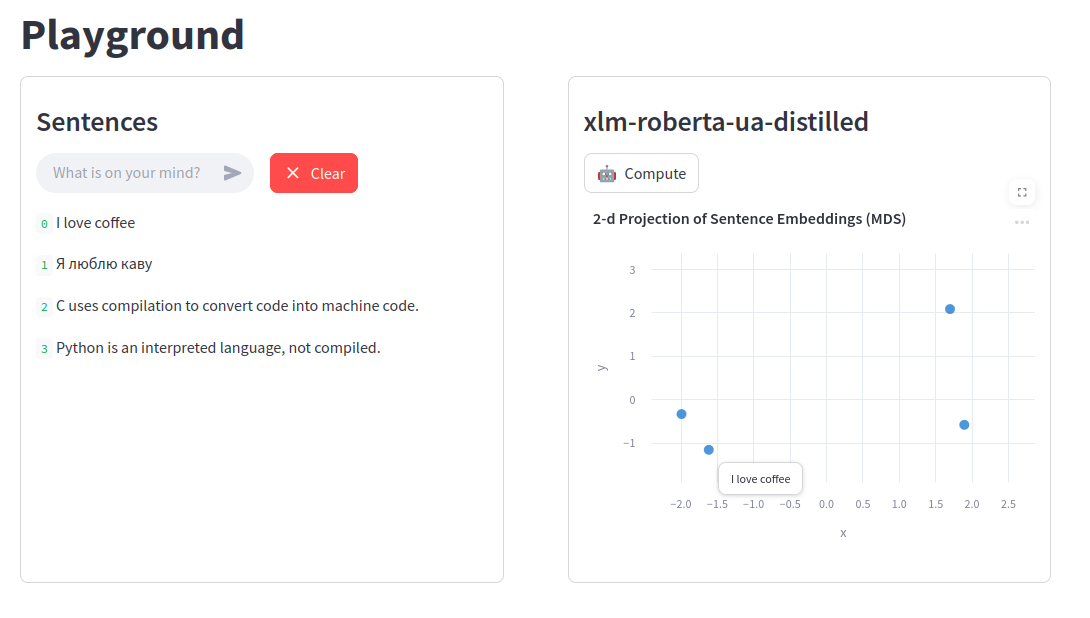 Playground
Sentences
What is on your mind?
Clear
0 I love coffee
1 Я люблю каву
2 C uses compilation to convert code into machine code.
3 Python is an interpreted language, not compiled.
xlm-roberta-ua-distilled
Compute
2-d Projection of Sentence Embeddings (MDS)
3
2
1
0
−1
y
I love coffee
−2.0 −1.5 −1.0 −0.5 0.0 0.5 1.0 1.5 2.0 2.5
x